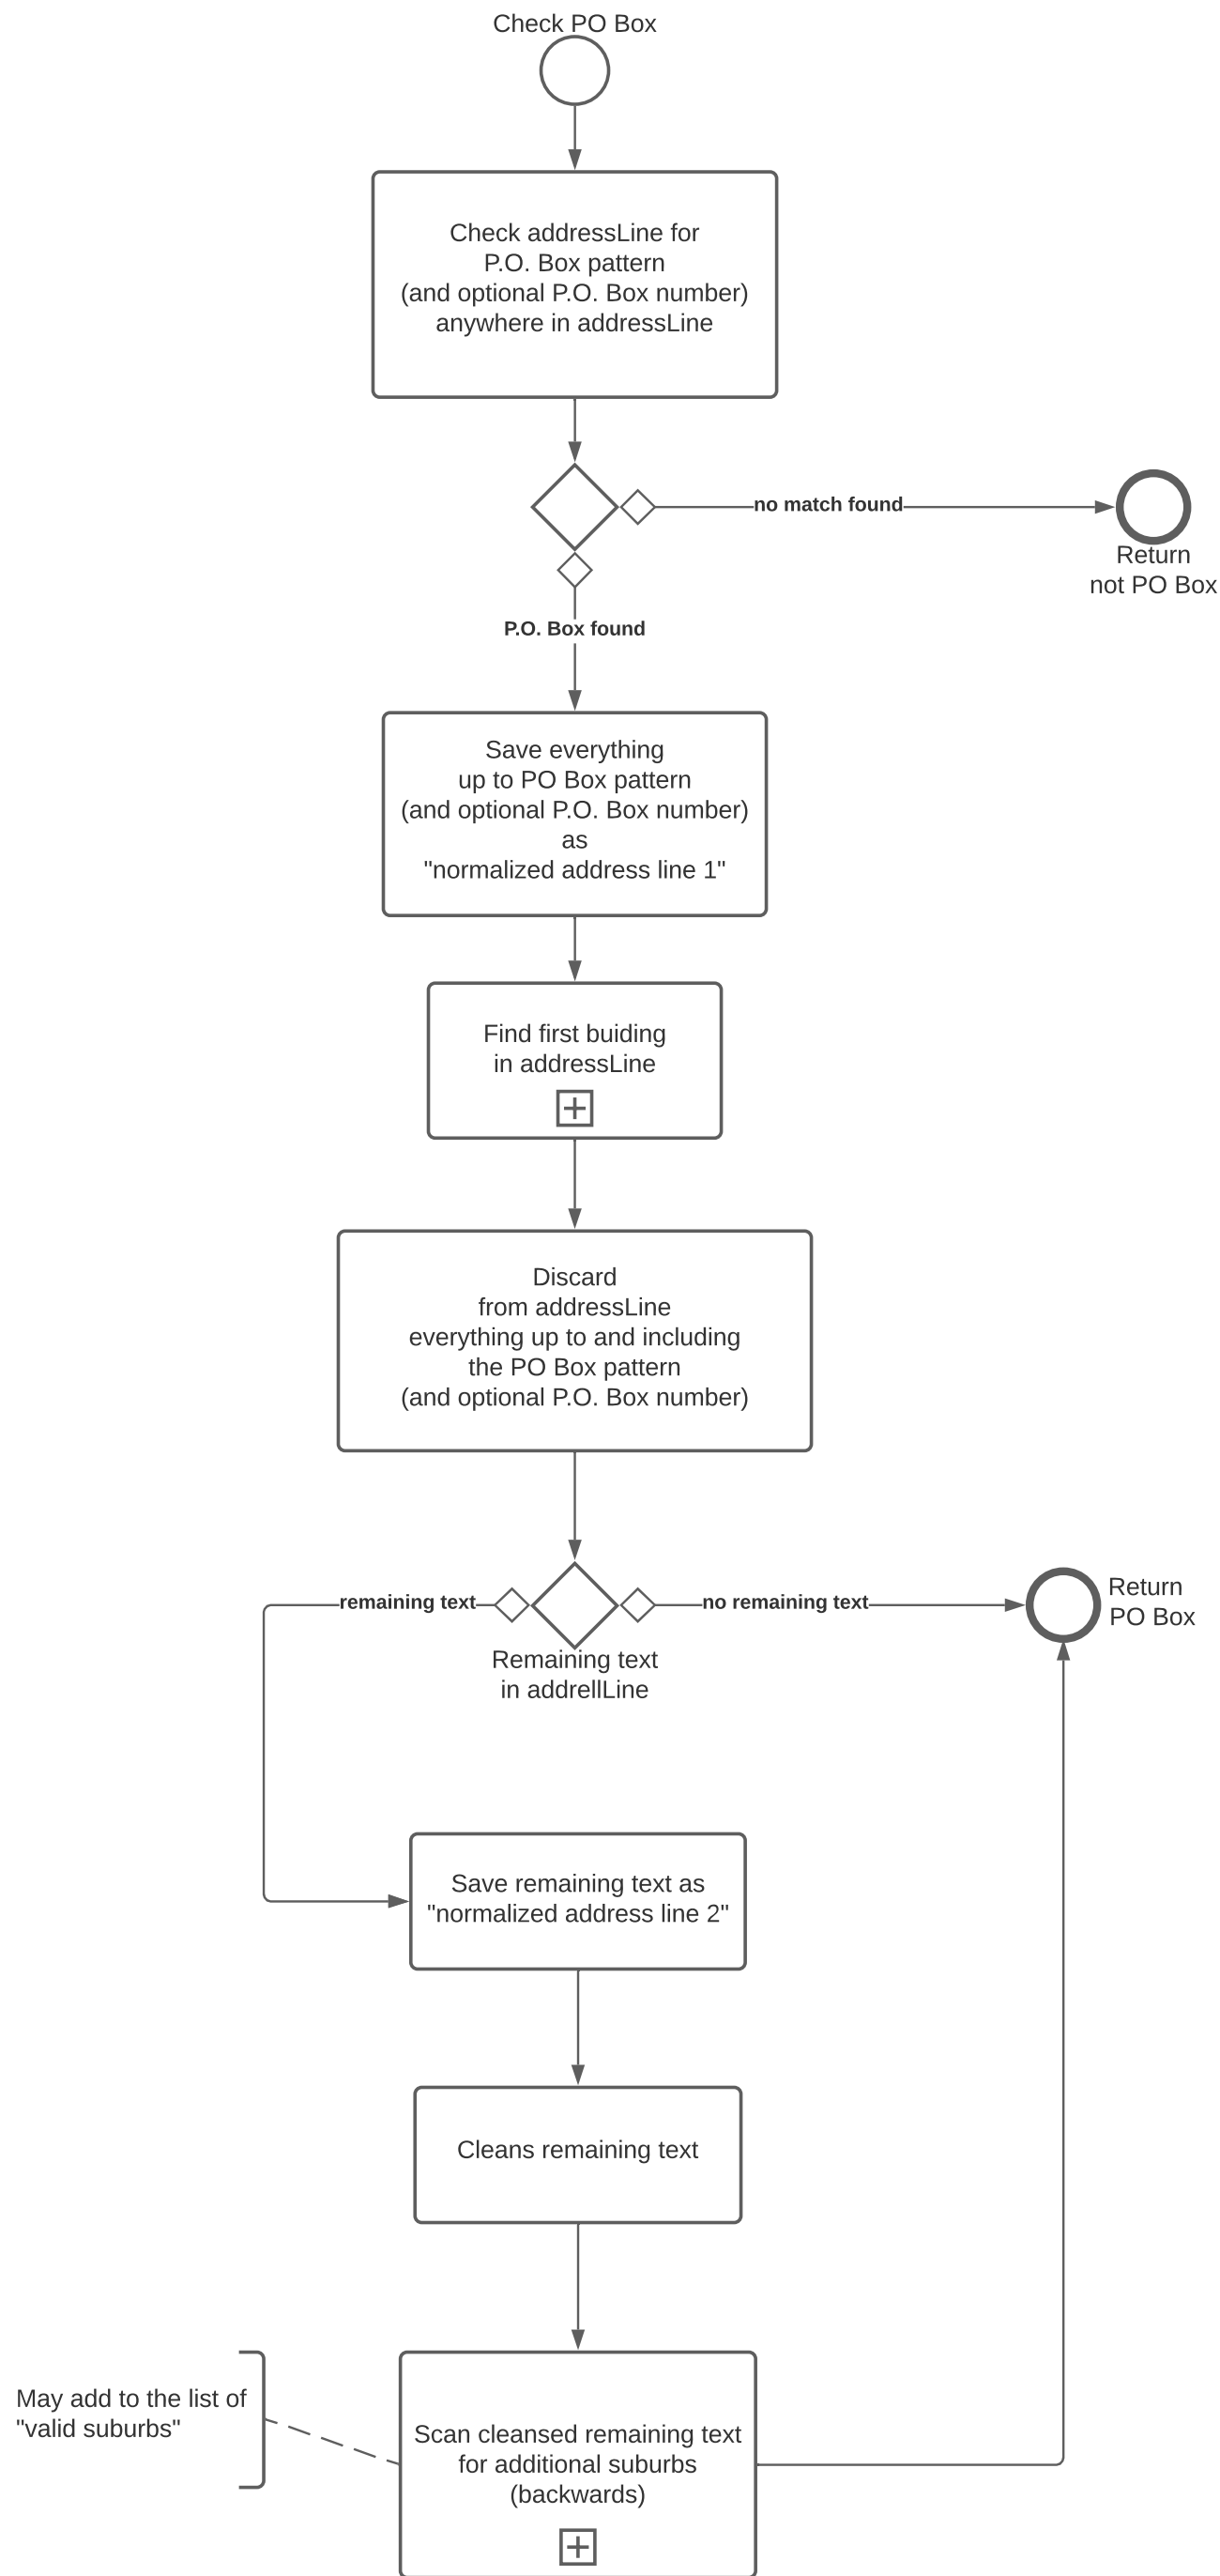 Check PO Box
Check addressLine for
P.O. Box pattern
(and optional P.O. Box number)
anywhere in addressLine
no match found
Return
not PO Box
P.O. Box found
Save everything
up to PO Box pattern
(and optional P.O. Box number)
as
"normalized address line 1"
Find first buiding
in addressLine
Discard
from addressLine
everything up to and including
the PO Box pattern
(and optional P.O. Box number)
remaining text
no remaining text
Return
PO Box
Remaining text
in addrellLine
Save remaining text as
"normalized address line 2"
Cleans remaining text
May add to the list of
"valid suburbs"
Scan cleansed remaining text
for additional suburbs
(backwards)